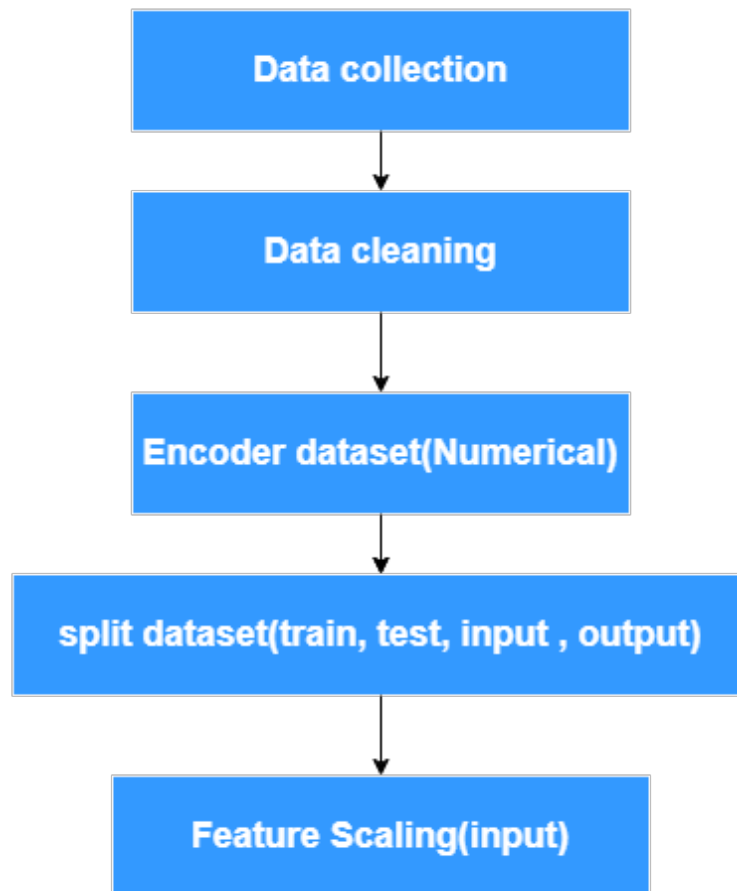 Data collection
Data cleaning
Encoder dataset(Numerical)
split dataset(train, test, input , output)
Feature Scaling(input)